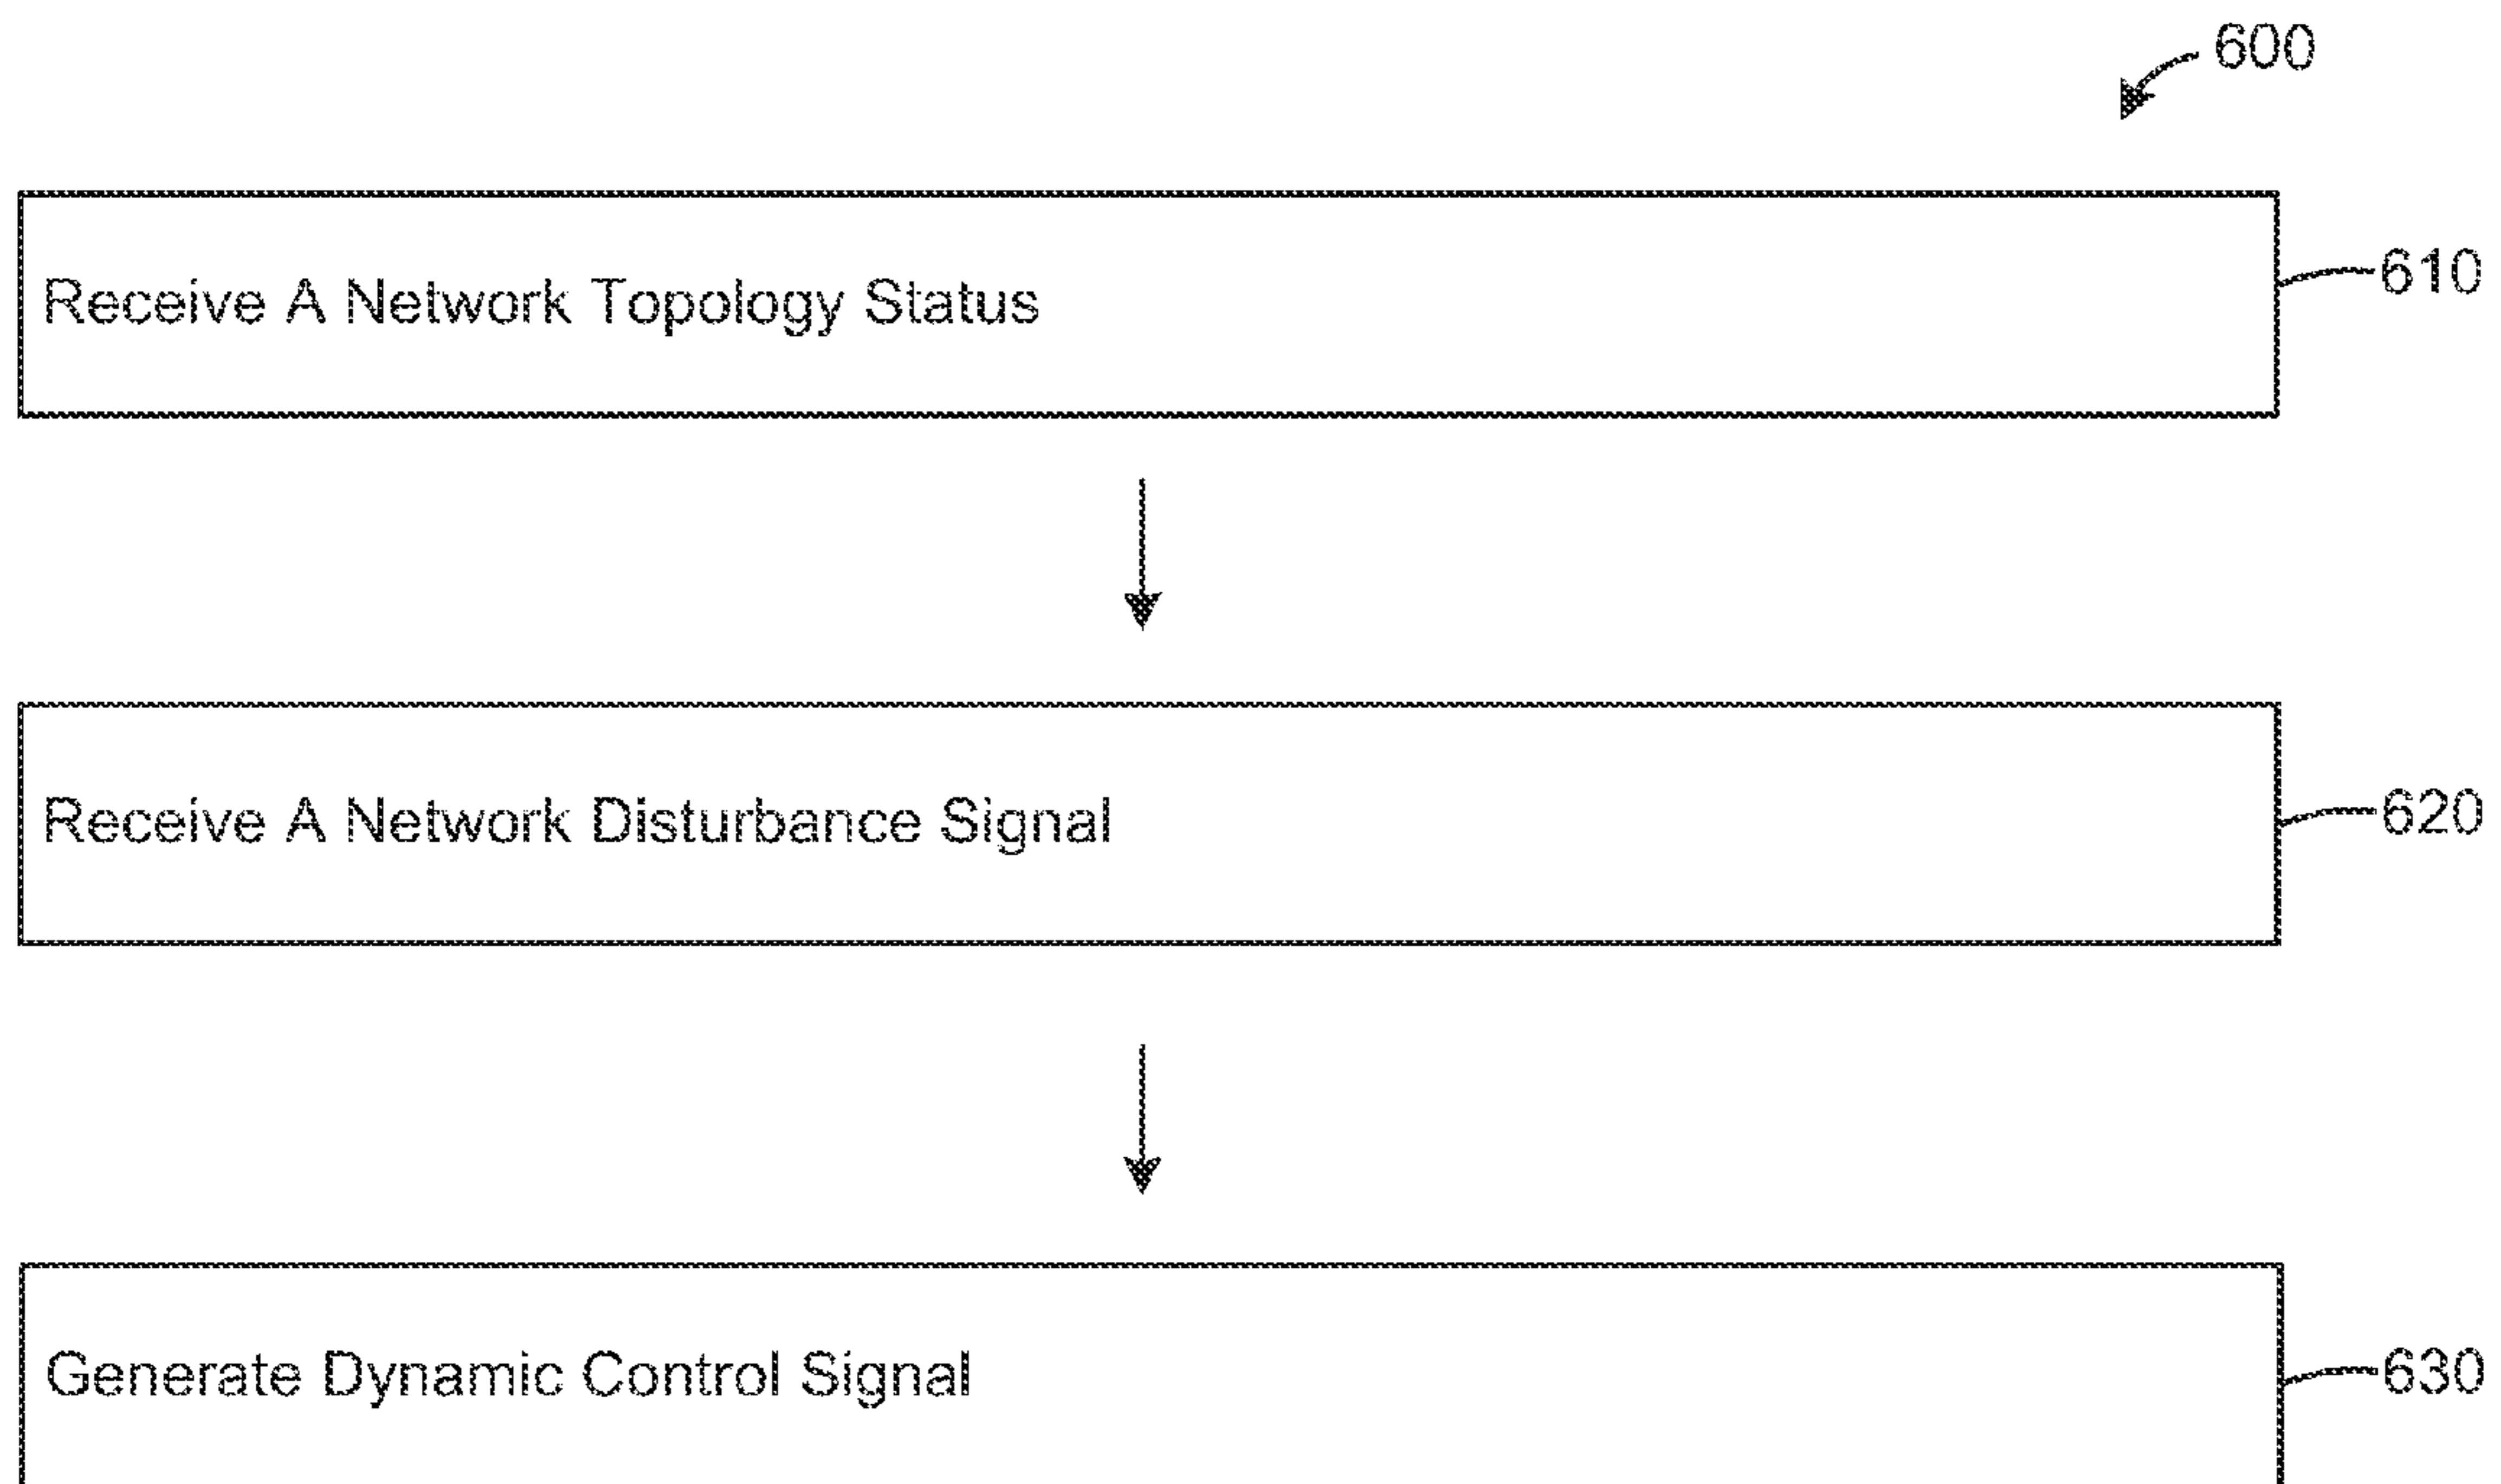 600
Receive A Network Topology Status
610
Receive A Network Disturbance Signal
620
Generate Dynamic Control Signal
630